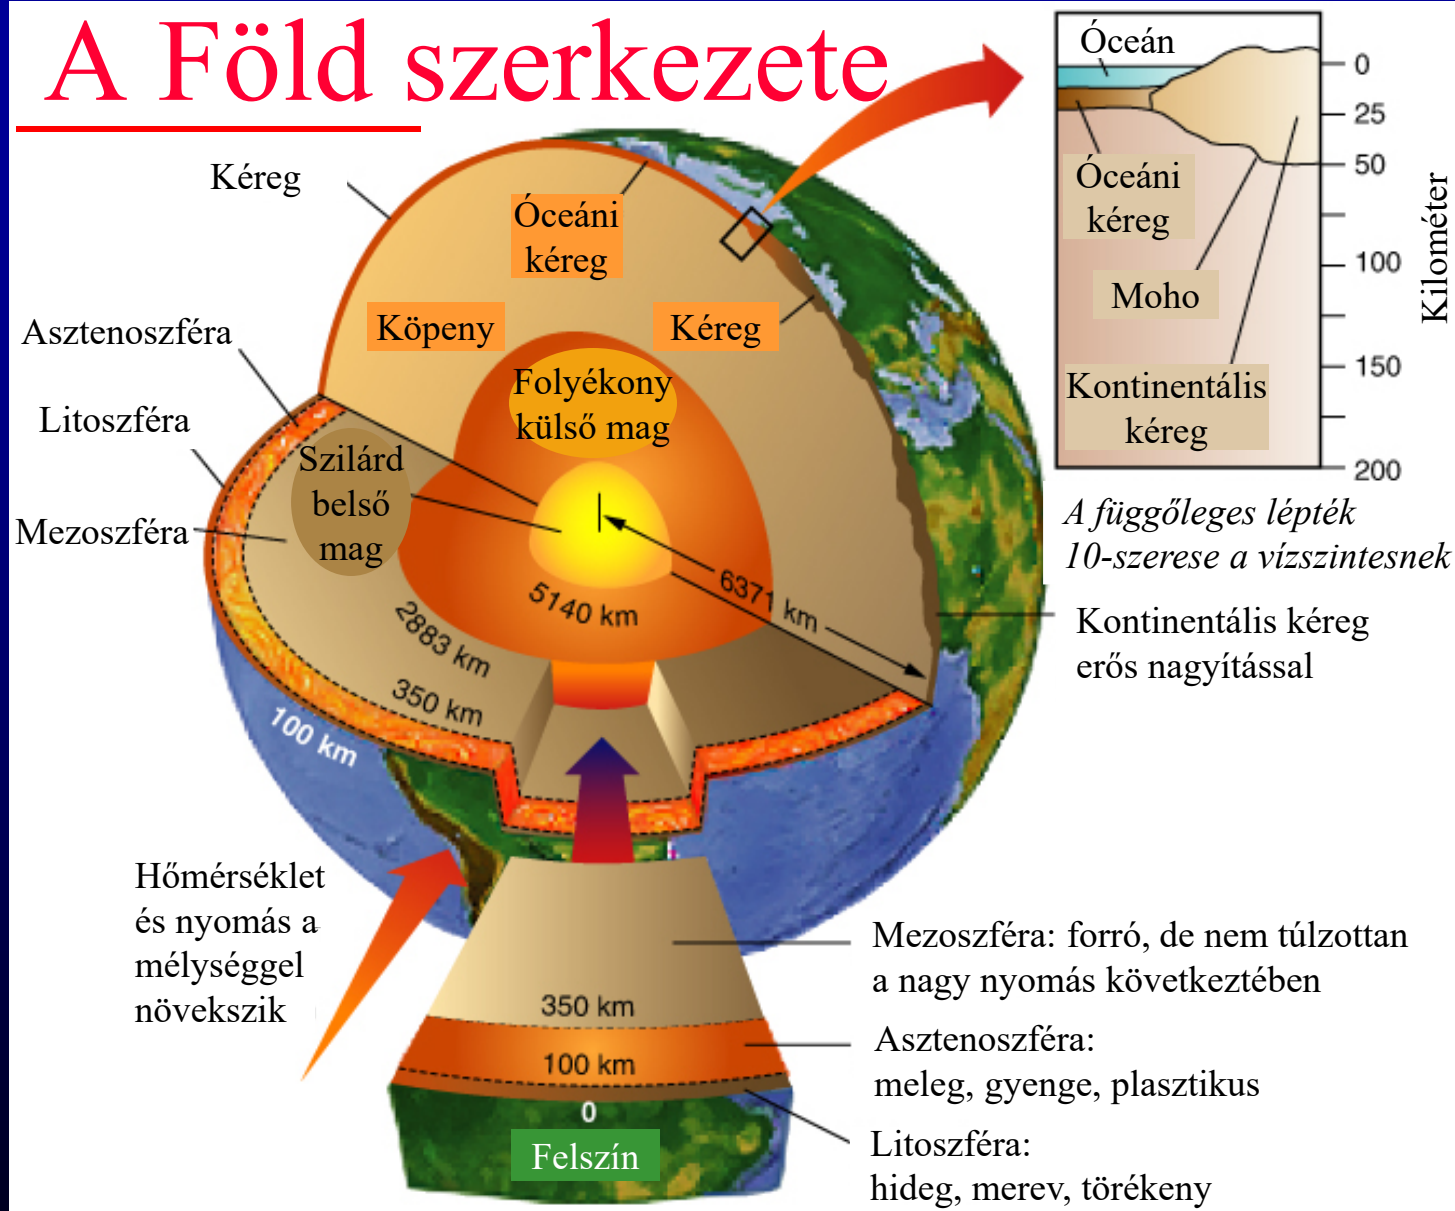 A Föld szerkezete
Óceán
0
25
50
100
150
200
Kilométer
Óceáni
kéreg
Moho
Kontinentális
kéreg
A függőleges lépték
10-szerese a vízszintesnek
Kéreg
Óceáni
kéreg
Köpeny
Kéreg
Asztenoszféra
Litoszféra
Mezoszféra
Folyékony
külső mag
Szilárd
belső
mag
6371 km
5140 km
2883 km
350 km
100 km
Kontinentális kéreg
erős nagyítással
Hőmérséklet
és nyomás a
mélységgel
növekszik
Mezoszféra: forró, de nem túlzottan
a nagy nyomás következtében
350 km
Asztenoszféra:
meleg, gyenge, plasztikus
100 km
0
Felszín
Litoszféra:
hideg, merev, törékeny